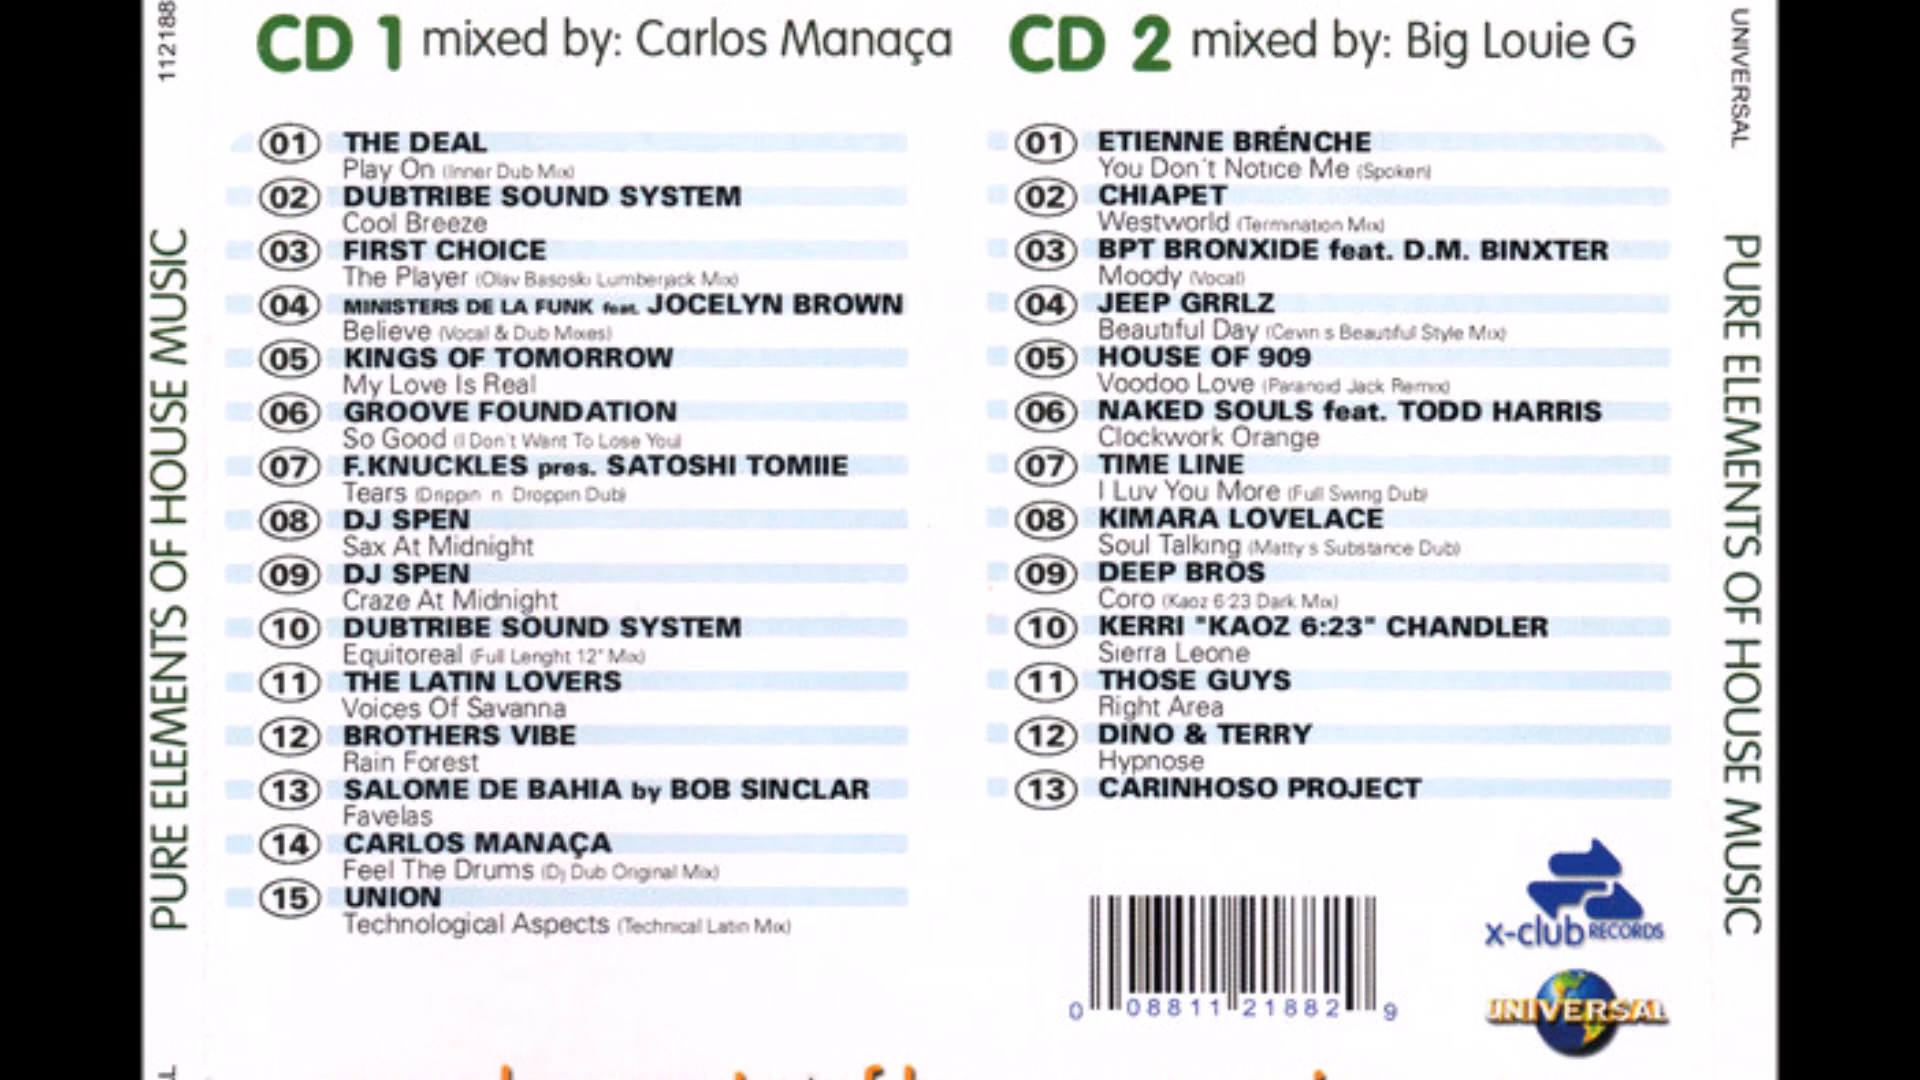 CD 1 mixed by: Carlos Manaça
01 THE DEAL
Play On (Inner Dub Mix)
02 DUBTRIBE SOUND SYSTEM
Cool Breeze
03 FIRST CHOICE
The Player (Olav Basoski Lumberjack Mix)
04 MINISTERS DE LA FUNK feat. JOCELYN BROWN
Believe (Vocal & Dub Mixes)
05 KINGS OF TOMORROW
My Love Is Real
06 GROOVE FOUNDATION
So Good (I Don't Want To Lose You)
07 F.KNUCKLES pres. SATOSHI TOMIIE
Tears (Drippin n Droppin Dub)
08 DJ SPEN
Sax At Midnight
09 DJ SPEN
Craze At Midnight
10 DUBTRIBE SOUND SYSTEM
Equitoreal (Full Lenght 12" Mix)
11 THE LATIN LOVERS
Voices Of Savanna
12 BROTHERS VIBE
Rain Forest
13 SALOME DE BAHIA by BOB SINCLAR
Favelas
14 CARLOS MANAÇA
Feel The Drums (Dj Dub Original Mix)
15 UNION
Technological Aspects (Technical Latin Mix)
CD 2 mixed by: Big Louie G
01 ETIENNE BRÉNCHE
You Don´t Notice Me (Spoken)
02 CHIAPET
Westworld (Termination Mix)
03 BPT BRONXIDE feat. D.M. BINXTER
Moody (Vocal)
04 JEEP GRRLZ
Beautiful Day (Cevin s Beautiful Style Mix)
05 HOUSE OF 909
Voodoo Love (Paranoid Jack Remix)
06 NAKED SOULS feat. TODD HARRIS
Clockwork Orange
07 TIME LINE
I Luv You More (Full Swing Dub)
08 KIMARA LOVELACE
Soul Talking (Matty's Substance Dub)
09 DEEP BROS
Coro (Kaoz 6:23 Dark Mix)
10 KERRI "KAOZ 6:23" CHANDLER
Sierra Leone
11 THOSE GUYS
Right Area
12 DINO & TERRY
Hypnose
13 CARINHOSO PROJECT
x-club RECORDS
0 08811 21882 9
UNIVERSAL
112188
PURE ELEMENTS OF HOUSE MUSIC
UNIVERSAL
PURE ELEMENTS OF HOUSE MUSIC